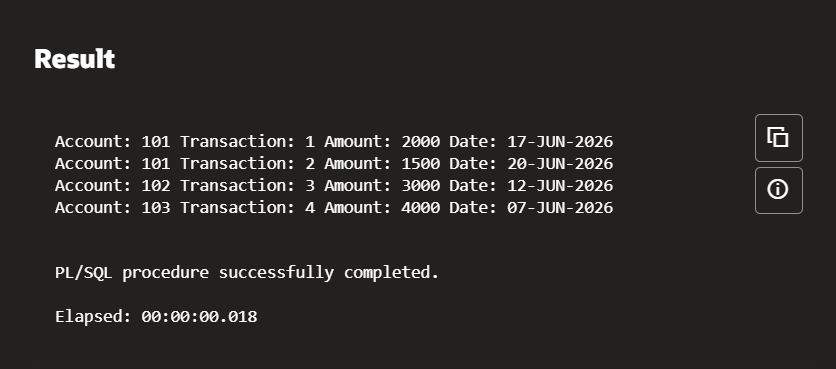 Result
Account: 101 Transaction: 1 Amount: 2000 Date: 17-JUN-2026
Account: 101 Transaction: 2 Amount: 1500 Date: 20-JUN-2026
Account: 102 Transaction: 3 Amount: 3000 Date: 12-JUN-2026
Account: 103 Transaction: 4 Amount: 4000 Date: 07-JUN-2026
PL/SQL procedure successfully completed.
Elapsed: 00:00:00.018